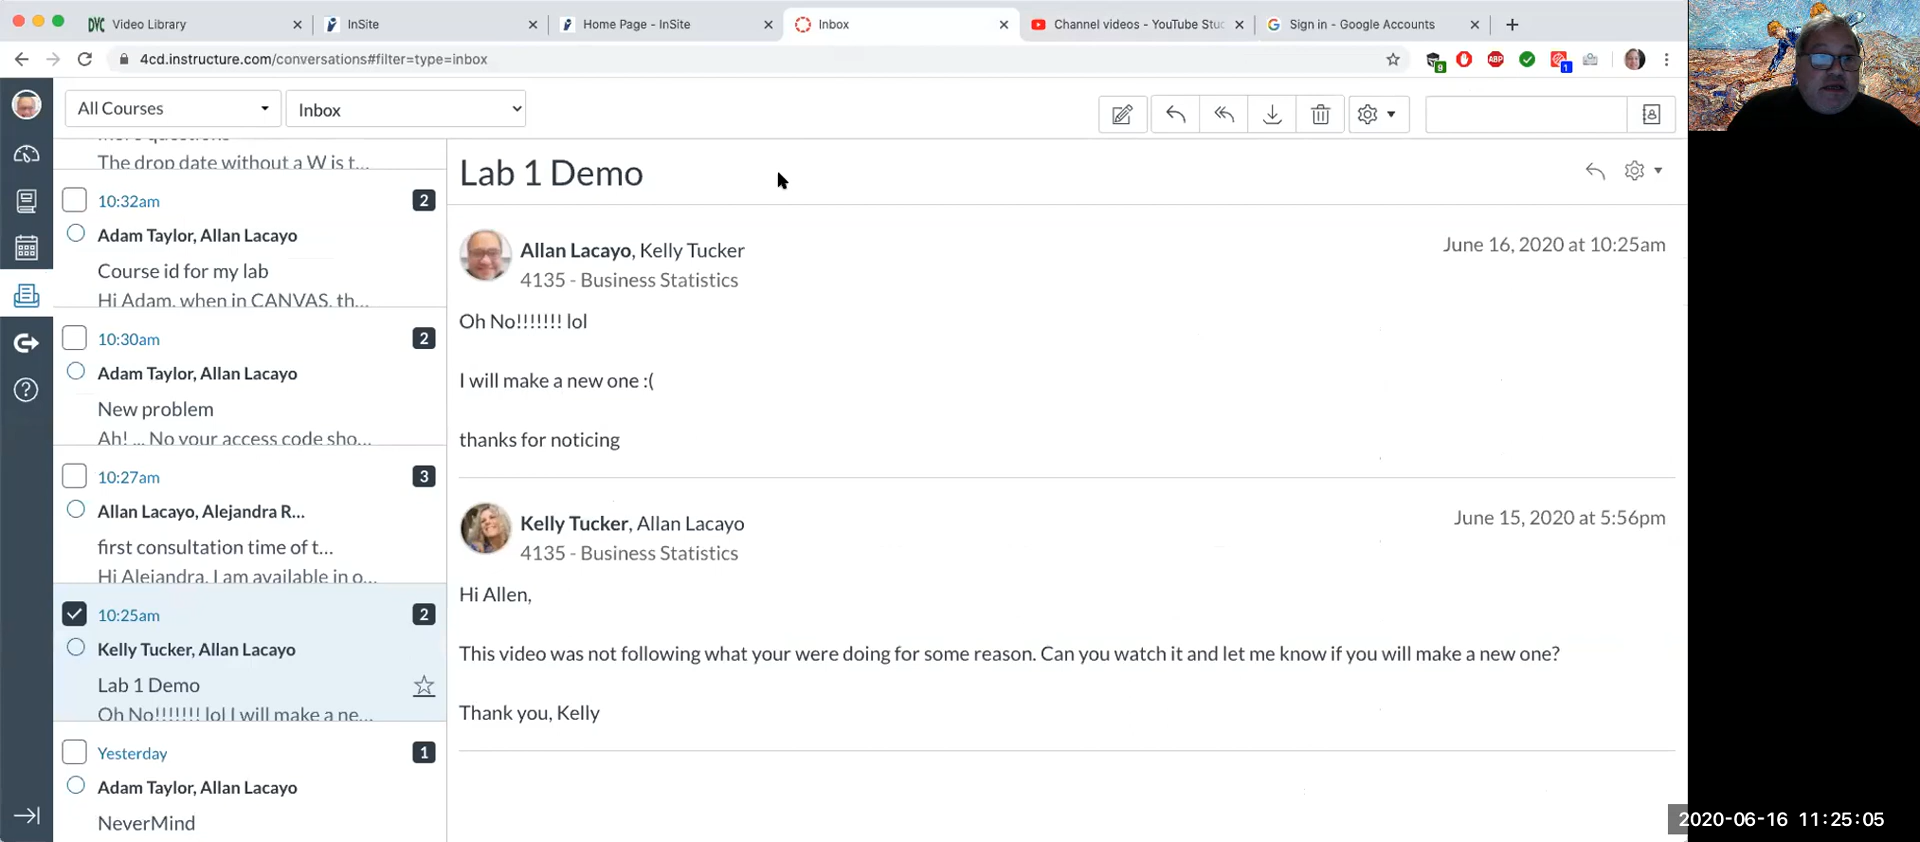 DVC Video Library
InSite
Home Page - InSite
Inbox
Channel videos - YouTube Stu
Sign in - Google Accounts
4cd.instructure.com/conversations#filter=type=inbox
9
ABP
1
All Courses
Inbox
more questions
The drop date without a W is t...
10:32am
2
Adam Taylor, Allan Lacayo
Course id for my lab
Hi Adam, when in CANVAS, th...
10:30am
2
Adam Taylor, Allan Lacayo
New problem
Ah! ... No your access code sho...
10:27am
3
Allan Lacayo, Alejandra R...
first consultation time of t...
Hi Alejandra, I am available in o...
10:25am
2
Kelly Tucker, Allan Lacayo
Lab 1 Demo
Oh No!!!!!!! lol I will make a ne...
Yesterday
1
Adam Taylor, Allan Lacayo
NeverMind
Lab 1 Demo
Allan Lacayo, Kelly Tucker
June 16, 2020 at 10:25am
4135 - Business Statistics
Oh No!!!!!!! lol
I will make a new one :(
thanks for noticing
Kelly Tucker, Allan Lacayo
June 15, 2020 at 5:56pm
4135 - Business Statistics
Hi Allen,
This video was not following what your were doing for some reason. Can you watch it and let me know if you will make a new one?
Thank you, Kelly
2020-06-16 11:25:05